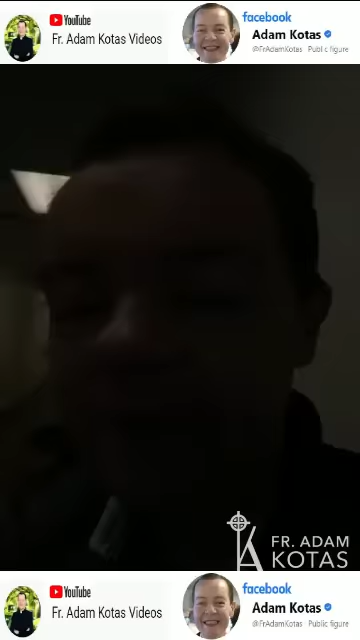 YouTube
Fr. Adam Kotas Videos
facebook
Adam Kotas
@FrAdamKotas · Public figure
FR. ADAM
KOTAS
YouTube
Fr. Adam Kotas Videos
facebook
Adam Kotas
@FrAdamKotas · Public figure